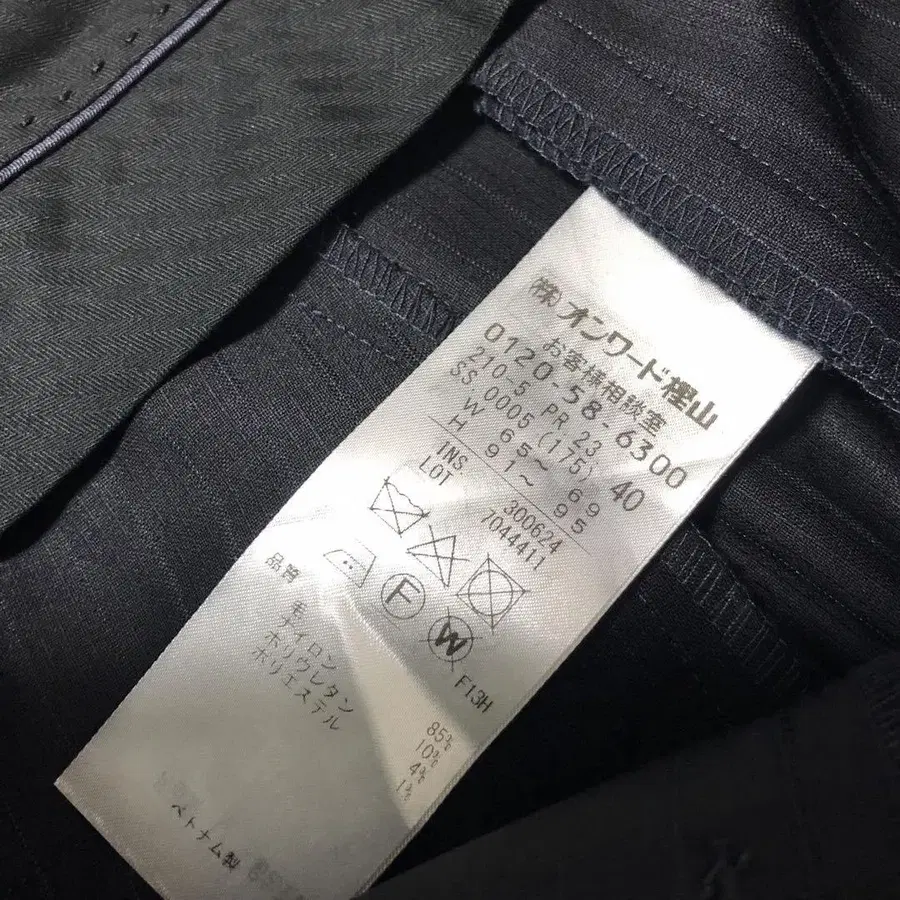 (株)オンワード樫山
お客様相談室
0120-58-6300
210-5 PR 23 40
SS 0005 (175)
W 65～ 69
H 91～ 95
INS 300624
LOT 7044411
F
W
F13H
品質
毛 85%
ナイロン 10%
ポリウレタン 4%
ポリエステル 1%
ベトナム製